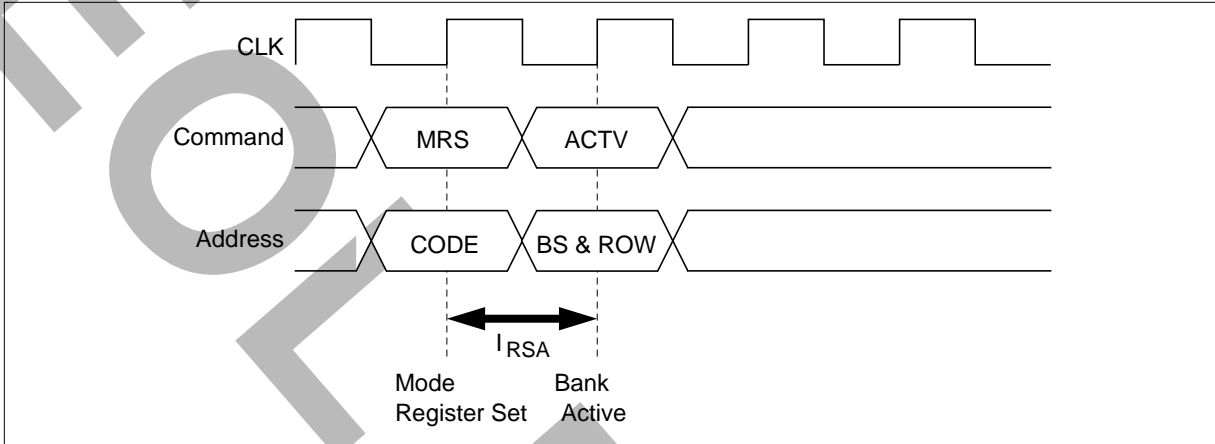 CLK
Command MRS ACTV
Address CODE BS & ROW
I RSA
Mode Bank
Register Set Active